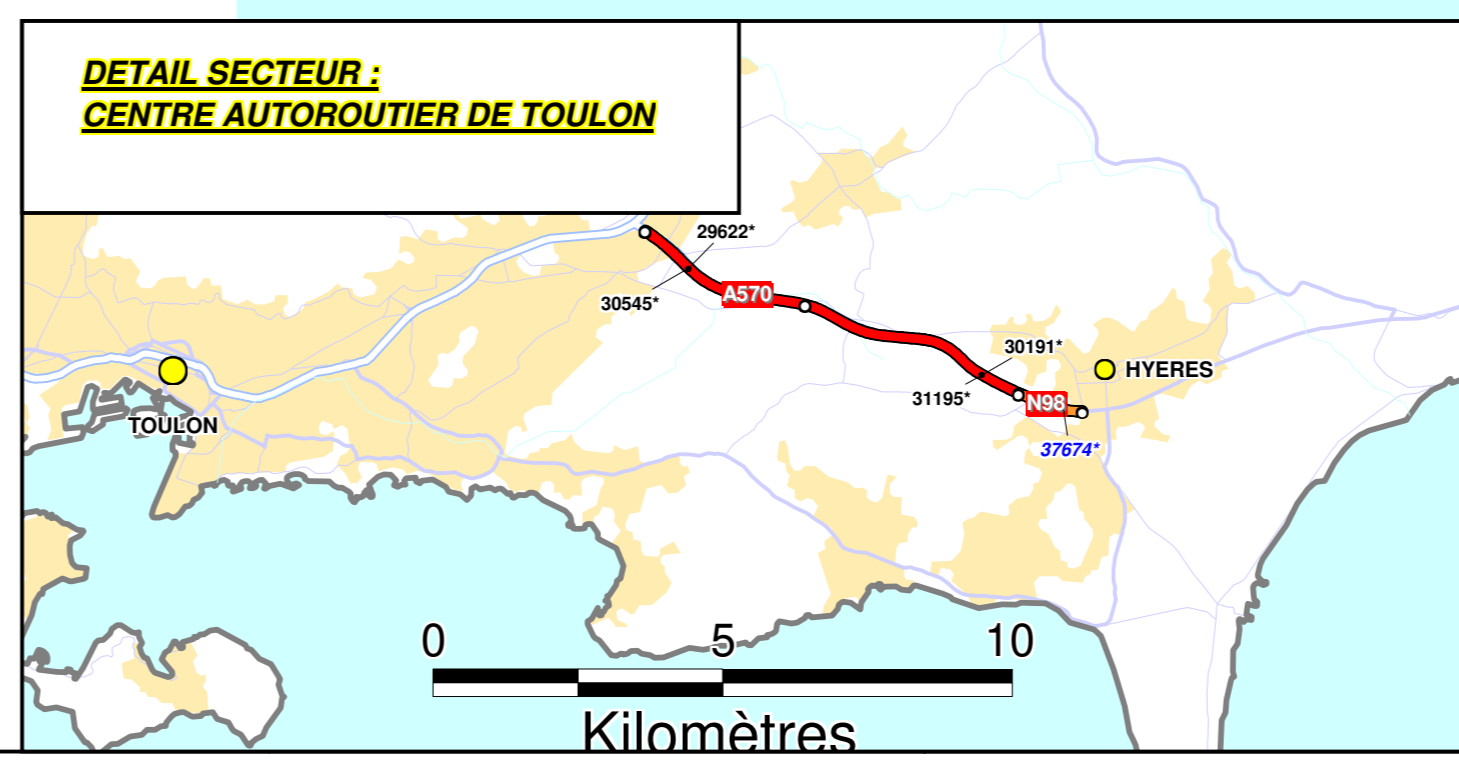 DETAIL SECTEUR :
CENTRE AUTOROUTIER DE TOULON
29622*
30545*
A570
30191*
HYERES
31195*
N98
TOULON
37674*
0 5 10
Kilomètres